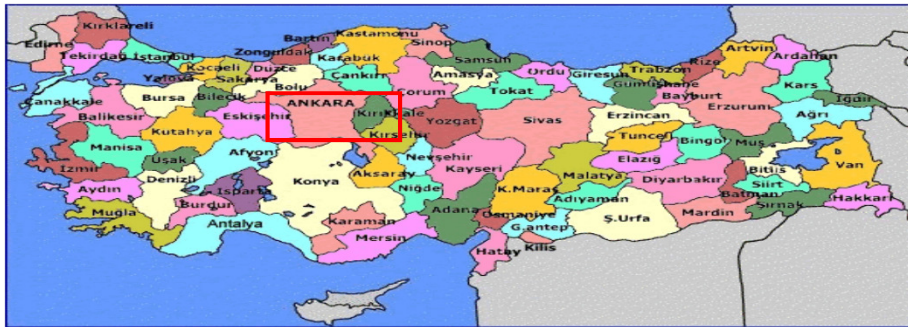 Kırklareli
Edirne
Tekirdağ
İstanbul
Kocaeli
Yalova
Sakarya
Düzce
Zonguldak
Bartın
Karabük
Kastamonu
Sinop
Samsun
Ordu
Giresun
Trabzon
Rize
Artvin
Ardahan
Çanakkale
Balikesir
Bursa
Bilecik
Bolu
Çankırı
Çorum
Amasya
Tokat
Gümüşhane
Bayburt
Erzurum
Kars
Iğdır
Kutahya
Eskişehir
ANKARA
Kırşehir
Yozgat
Sivas
Erzincan
Tunceli
Bingöl
Muş
Ağrı
Manisa
Uşak
Afyon
Konya
Aksaray
Nevşehir
Kayseri
Malatya
Elazığ
Diyarbakır
Bitlis
Van
İzmir
Aydın
Denizli
Isparta
Burdur
Niğde
K.Maraş
Adıyaman
Batman
Siirt
Şırnak
Hakkari
Muğla
Antalya
Karaman
Mersin
Adana
Osmaniye
G.antep
Ş.Urfa
Mardin
Hatay
Kilis